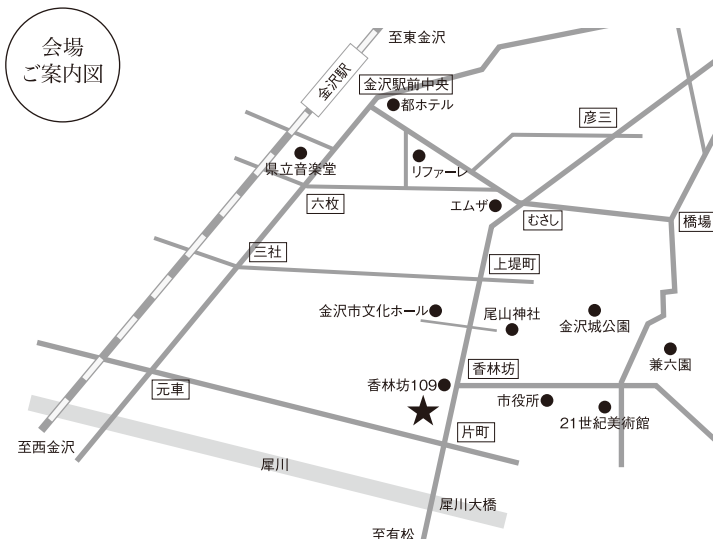 会場
ご案内図
至東金沢
金沢駅
金沢駅前中央
都ホテル
彦三
県立音楽堂
リファーレ
六枚
エムザ
むさし
橋場
三社
上堤町
金沢市文化ホール
尾山神社
金沢城公園
兼六園
香林坊
元車
香林坊109
市役所
21世紀美術館
片町
至西金沢
犀川
犀川大橋
至有松